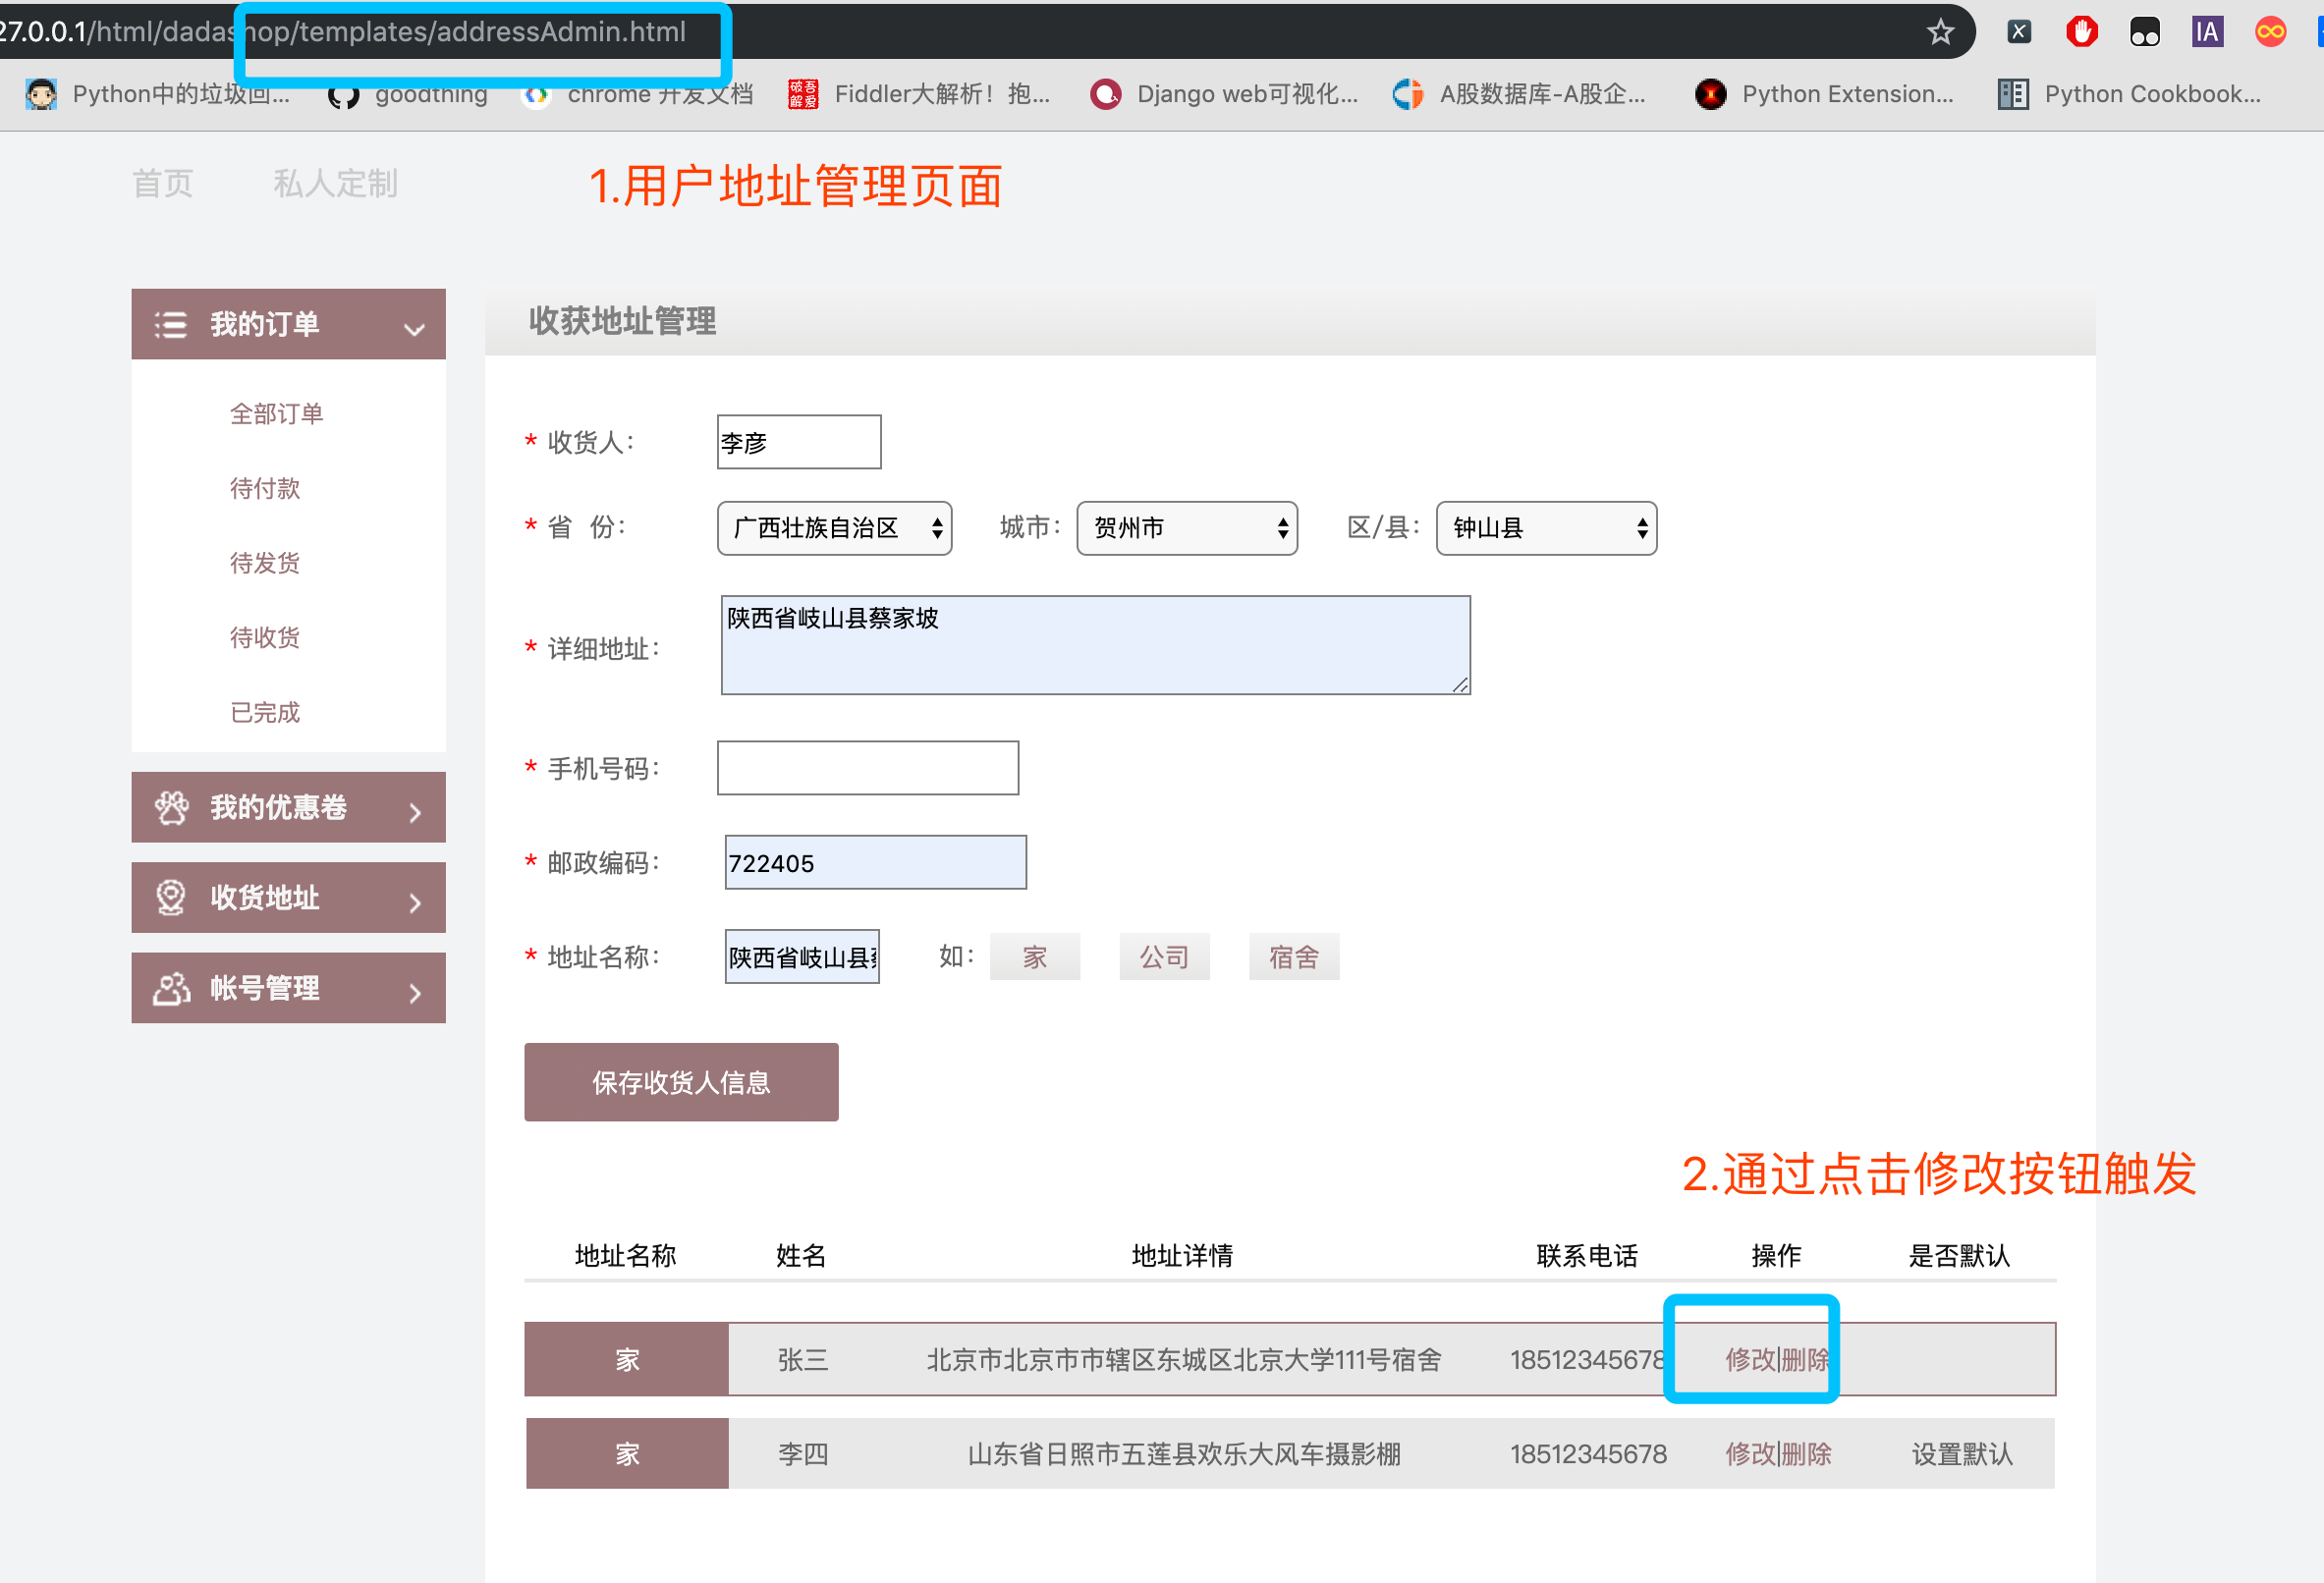 27.0.0.1/html/dadashop/templates/addressAdmin.html
IA
Python中的垃圾回... goodthing chrome 开发文档 吾爱破解 Fiddler大解析！抱... Django web可视化... A股数据库-A股企... Python Extension... Python Cookbook...
首页 私人定制 1.用户地址管理页面
我的订单
全部订单
待付款
待发货
待收货
已完成
我的优惠卷
收货地址
帐号管理
收获地址管理
* 收货人： 李彦
* 省 份： 广西壮族自治区 城市： 贺州市 区/县： 钟山县
* 详细地址： 陕西省岐山县蔡家坡
* 手机号码：
* 邮政编码： 722405
* 地址名称： 陕西省岐山县 如： 家 公司 宿舍
保存收货人信息
2.通过点击修改按钮触发
地址名称 姓名 地址详情 联系电话 操作 是否默认
家 张三 北京市北京市市辖区东城区北京大学111号宿舍 18512345678 修改|删除
家 李四 山东省日照市五莲县欢乐大风车摄影棚 18512345678 修改|删除 设置默认